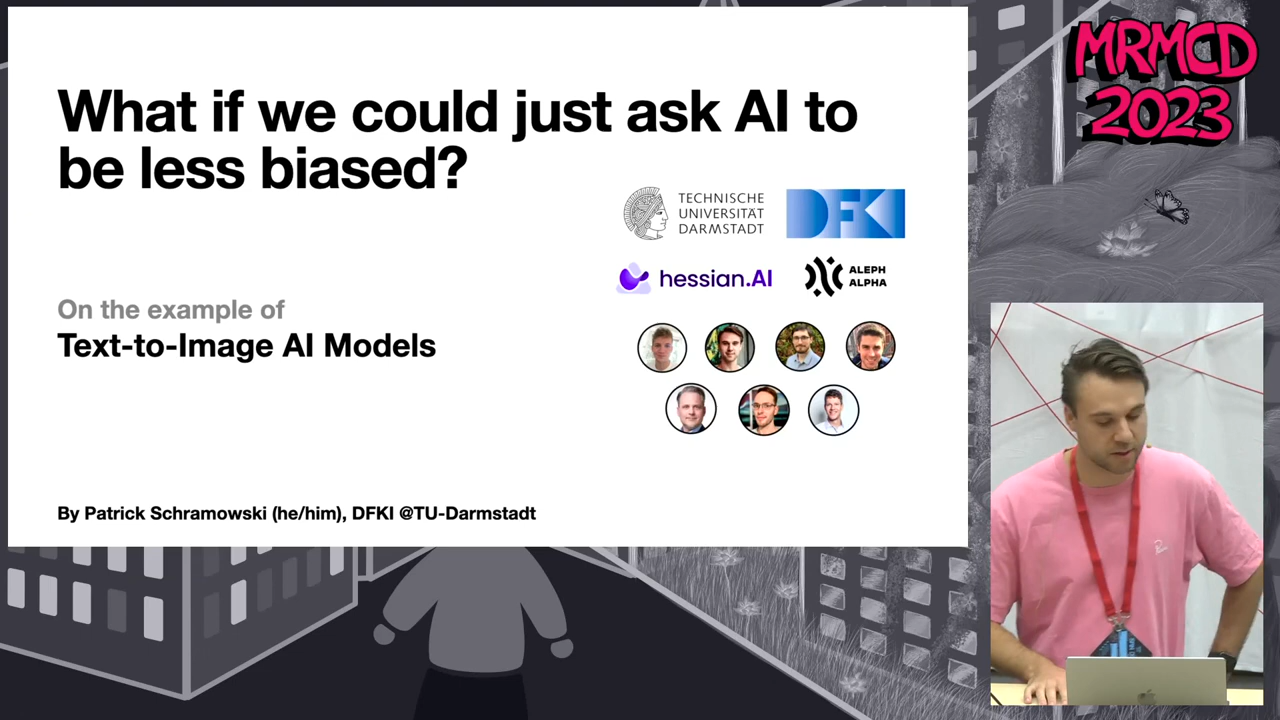 What if we could just ask AI to
be less biased?
TECHNISCHE
UNIVERSITÄT
DARMSTADT
DFKI
hessian.AI
ALEPH
ALPHA
On the example of
Text-to-Image AI Models
By Patrick Schramowski (he/him), DFKI @TU-Darmstadt
MRMCD
2023